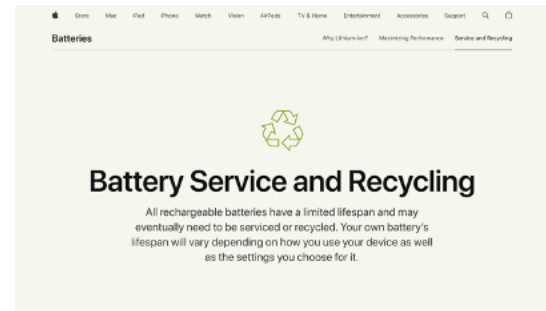 Store Mac iPad iPhone Watch Vision AirPods TV & Home Entertainment Accessories Support
Batteries
Why Lithium-ion? Maximizing Performance Service and Recycling
Battery Service and Recycling
All rechargeable batteries have a limited lifespan and may
eventually need to be serviced or recycled. Your own battery's
lifespan will vary depending on how you use your device as well
as the settings you choose for it.